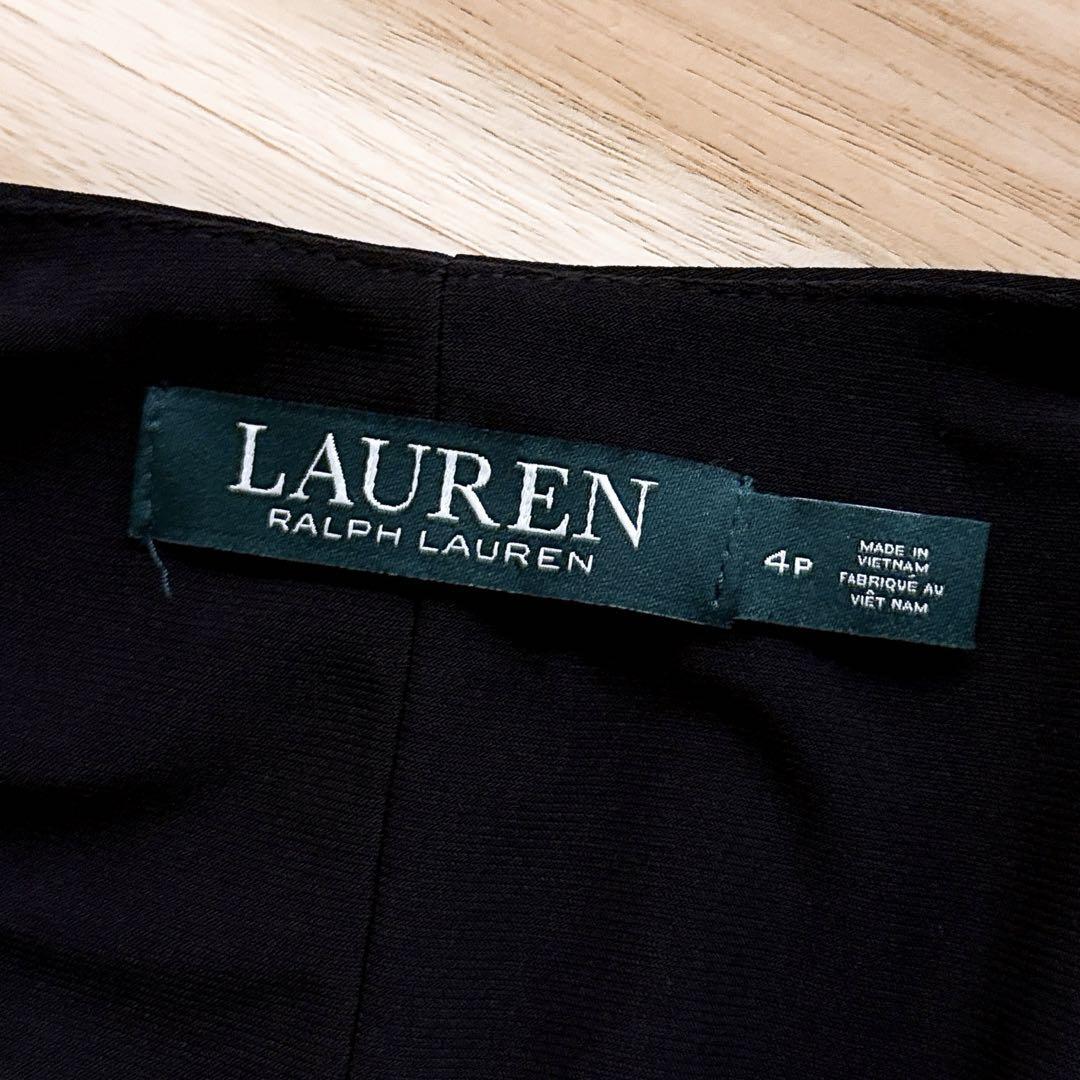 LAUREN
RALPH LAUREN
4P
MADE IN
VIETNAM
FABRIQUÉ AU
VIÊT NAM